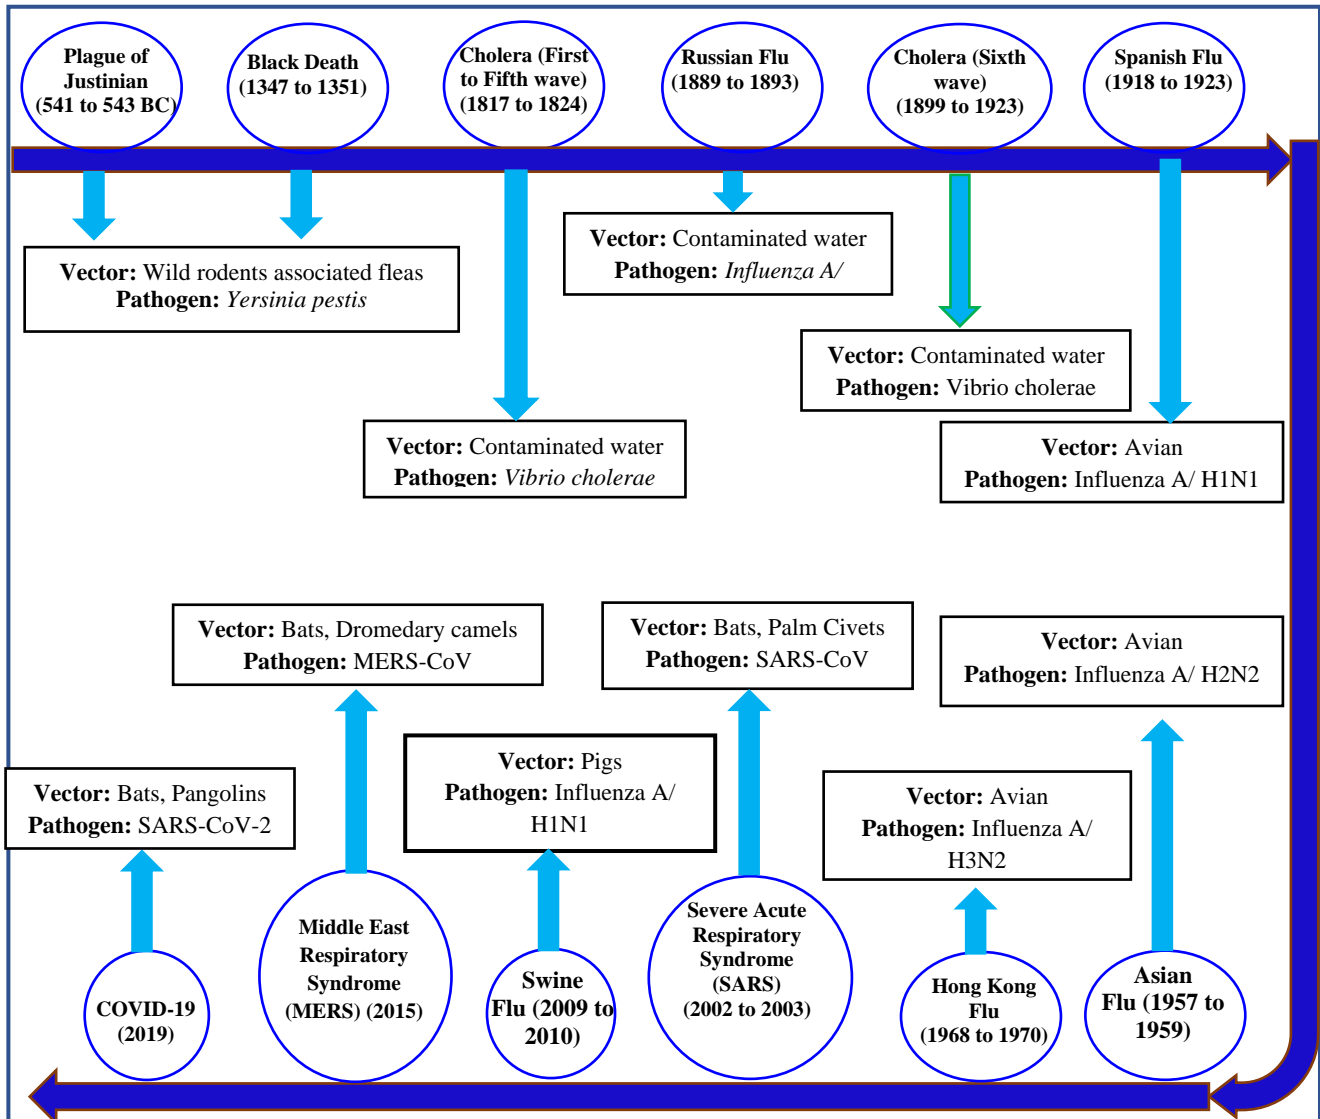 Plague of
Justinian
(541 to 543 BC)
Black Death
(1347 to 1351)
Cholera (First
to Fifth wave)
(1817 to 1824)
Russian Flu
(1889 to 1893)
Cholera (Sixth
wave)
(1899 to 1923)
Spanish Flu
(1918 to 1923)
Vector: Wild rodents associated fleas
Pathogen: Yersinia pestis
Vector: Contaminated water
Pathogen: Vibrio cholerae
Vector: Contaminated water
Pathogen: Influenza A/
Vector: Contaminated water
Pathogen: Vibrio cholerae
Vector: Avian
Pathogen: Influenza A/ H1N1
Vector: Avian
Pathogen: Influenza A/ H2N2
Asian
Flu (1957 to
1959)
Vector: Avian
Pathogen: Influenza A/
H3N2
Hong Kong
Flu
(1968 to 1970)
Vector: Bats, Palm Civets
Pathogen: SARS-CoV
Severe Acute
Respiratory
Syndrome
(SARS)
(2002 to 2003)
Vector: Pigs
Pathogen: Influenza A/
H1N1
Swine
Flu (2009 to
2010)
Vector: Bats, Dromedary camels
Pathogen: MERS-CoV
Middle East
Respiratory
Syndrome
(MERS) (2015)
Vector: Bats, Pangolins
Pathogen: SARS-CoV-2
COVID-19
(2019)